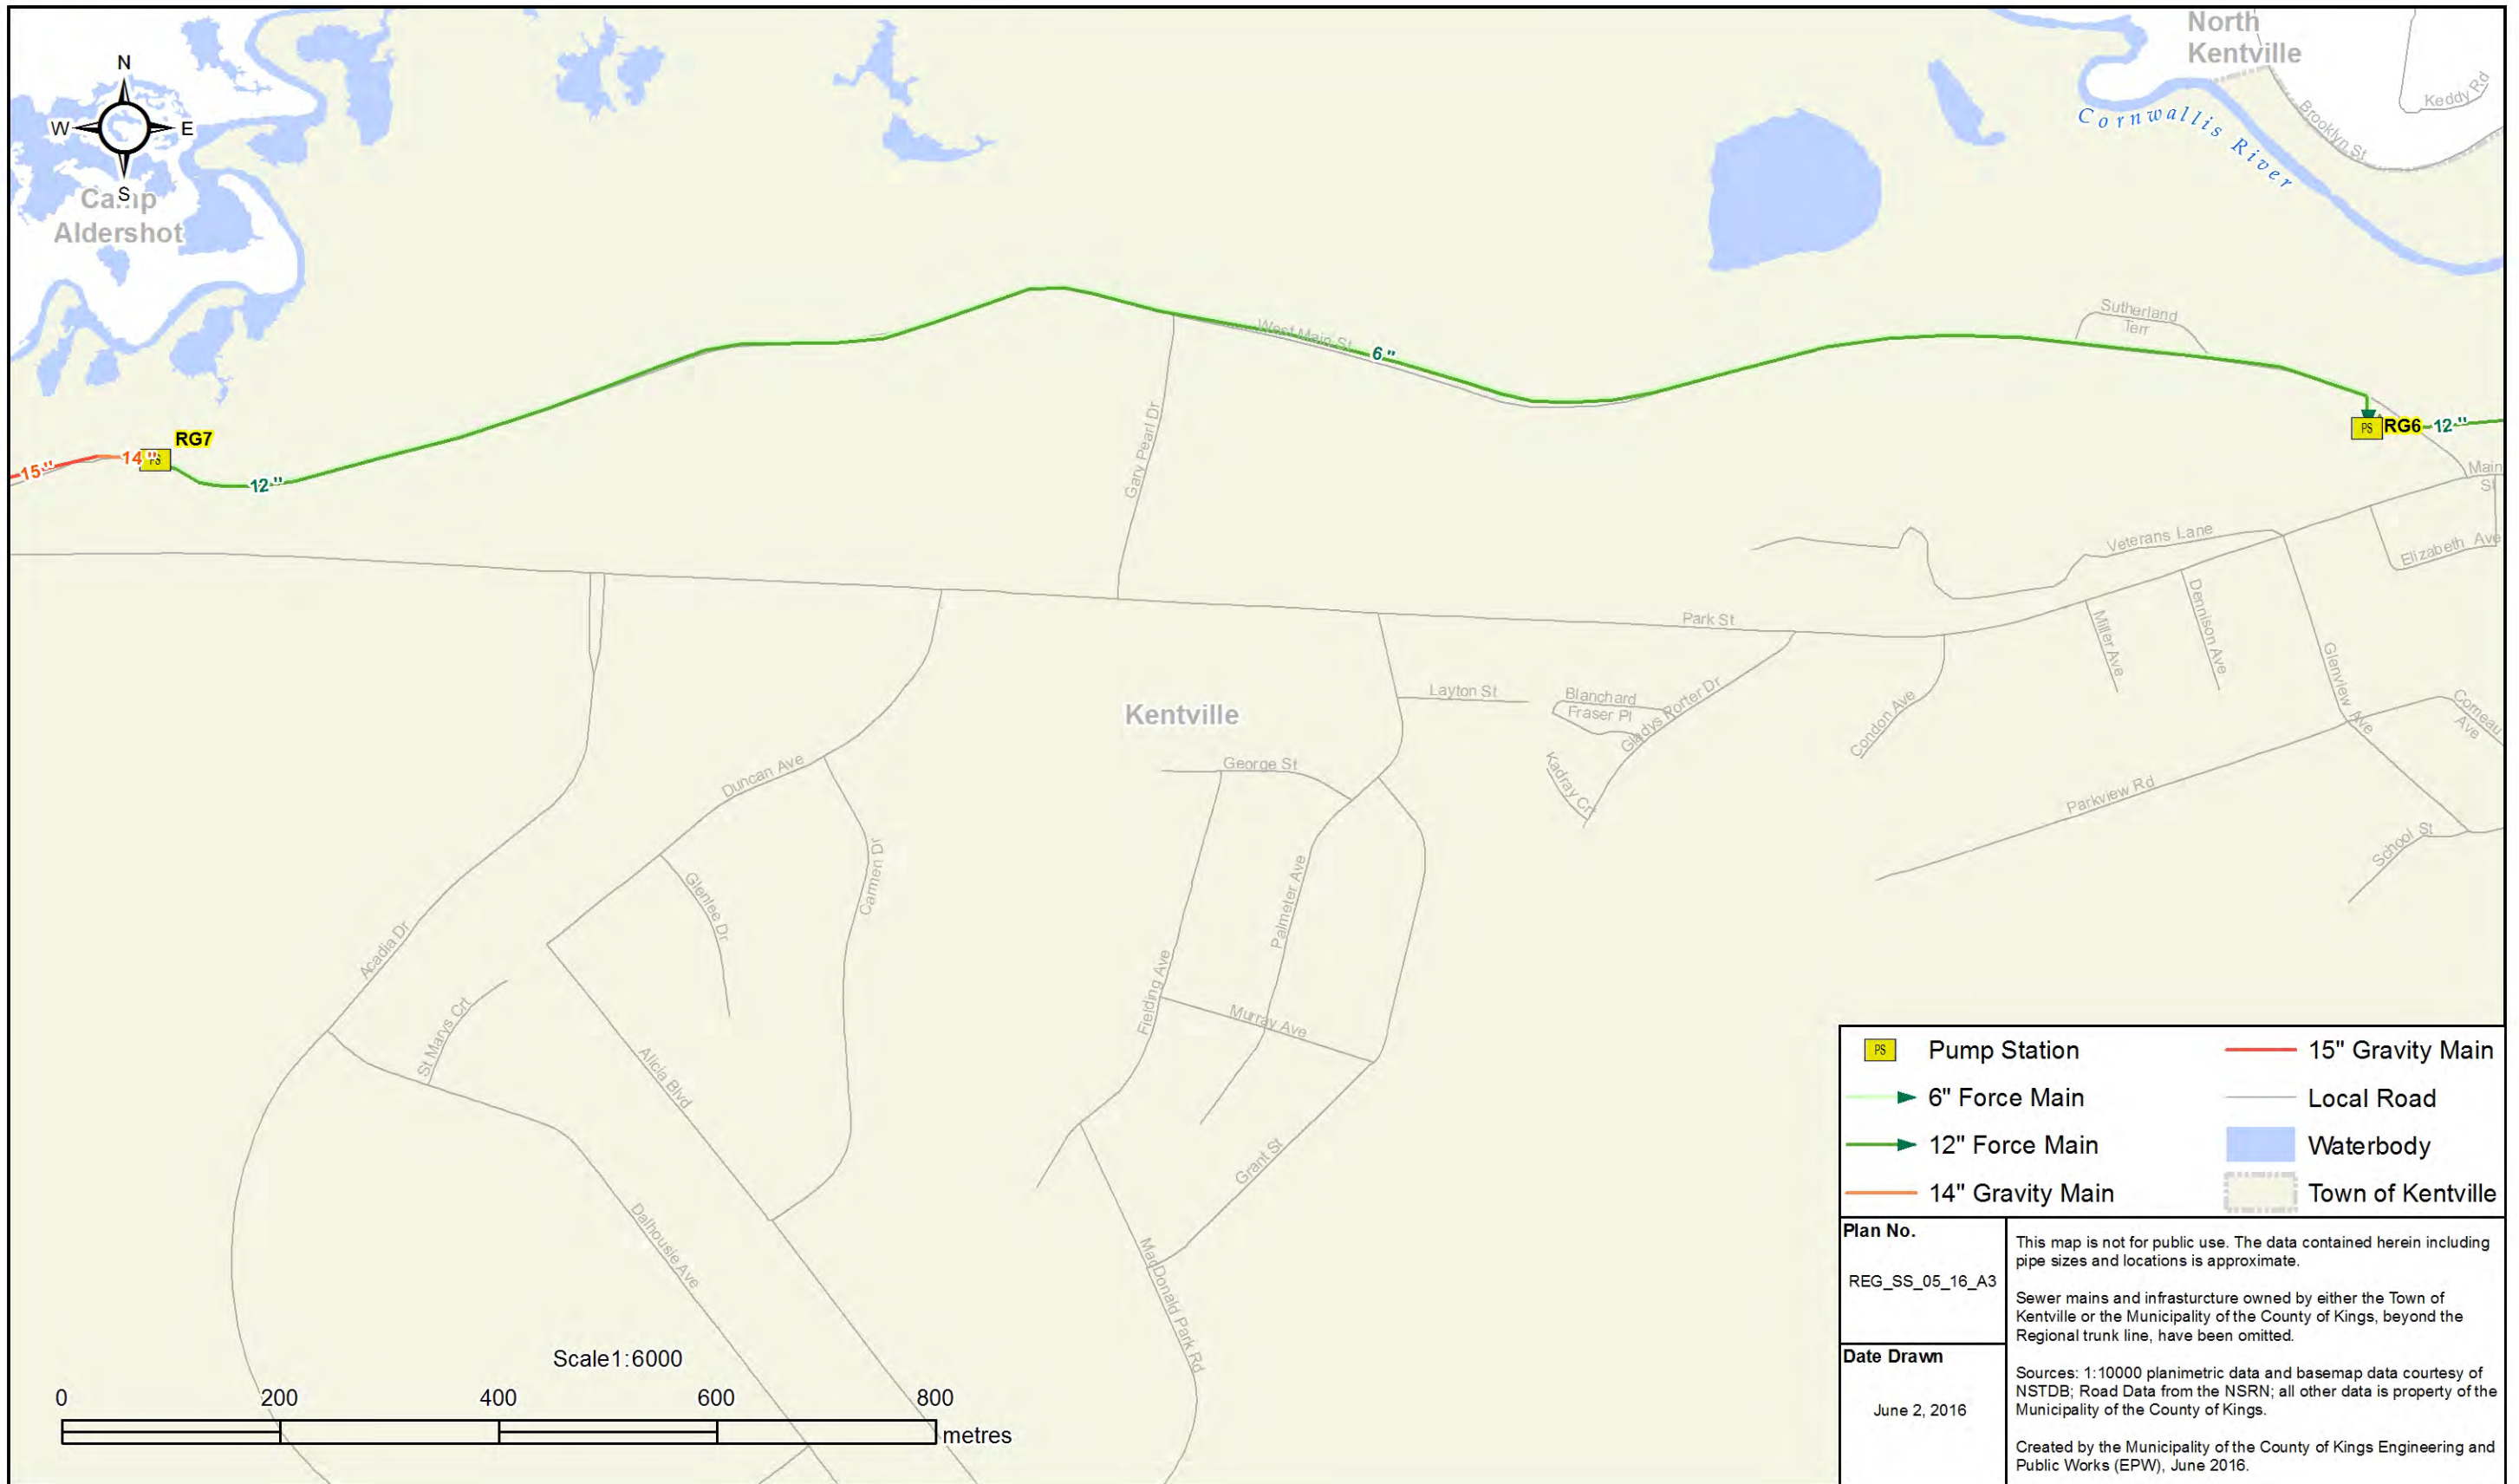 North
Kentville
Keddy Rd
Brooklyn St
Cornwallis River
N
W
E
S
Camp
Aldershot
Sutherland
Terr
West Main St
6 "
Gary Pearl Dr
RG7
PS
14 "
15 "
12 "
PS
RG6
12 "
Main
St
Veterans Lane
Elizabeth Ave
Park St
Miller Ave
Dennison Ave
Glenview Ave
Comeau
Ave
Layton St
Blanchard
Fraser Pl
Gladys Porter Dr
Kadray Crt
Condon Ave
Kentville
George St
Duncan Ave
Parkview Rd
School St
Carmen Dr
Glenlee Dr
Palmeter Ave
Acadia Dr
Fielding Ave
St Marys Crt
Murray Ave
Alicia Blvd
Grant St
Dalhousie Ave
MacDonald Park Rd
Scale1:6000
0 200 400 600 800
metres
PS Pump Station
6" Force Main
12" Force Main
14" Gravity Main
15" Gravity Main
Local Road
Waterbody
Town of Kentville
Plan No.
REG_SS_05_16_A3
Date Drawn
June 2, 2016
This map is not for public use. The data contained herein including
pipe sizes and locations is approximate.
Sewer mains and infrasturcture owned by either the Town of
Kentville or the Municipality of the County of Kings, beyond the
Regional trunk line, have been omitted.
Sources: 1:10000 planimetric data and basemap data courtesy of
NSTDB; Road Data from the NSRN; all other data is property of the
Municipality of the County of Kings.
Created by the Municipality of the County of Kings Engineering and
Public Works (EPW), June 2016.